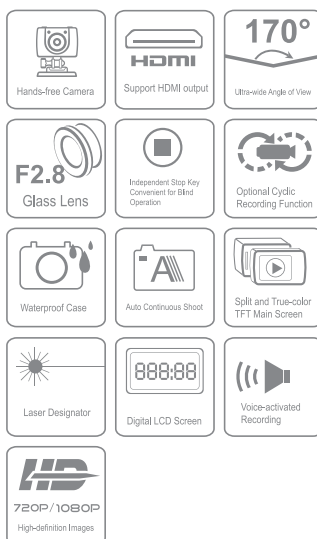 Hands-free Camera
HDMI
Support HDMI output
170°
Ultra-wide Angle of View
F2.8
Glass Lens
Independent Stop Key
Convenient for Blind
Operation
Optional Cyclic
Recording Function
Waterproof Case
A
Auto Continuous Shoot
Split and True-color
TFT Main Screen
Laser Designator
888:88
Digital LCD Screen
Voice-activated
Recording
HD
720P/1080P
High-definition Images